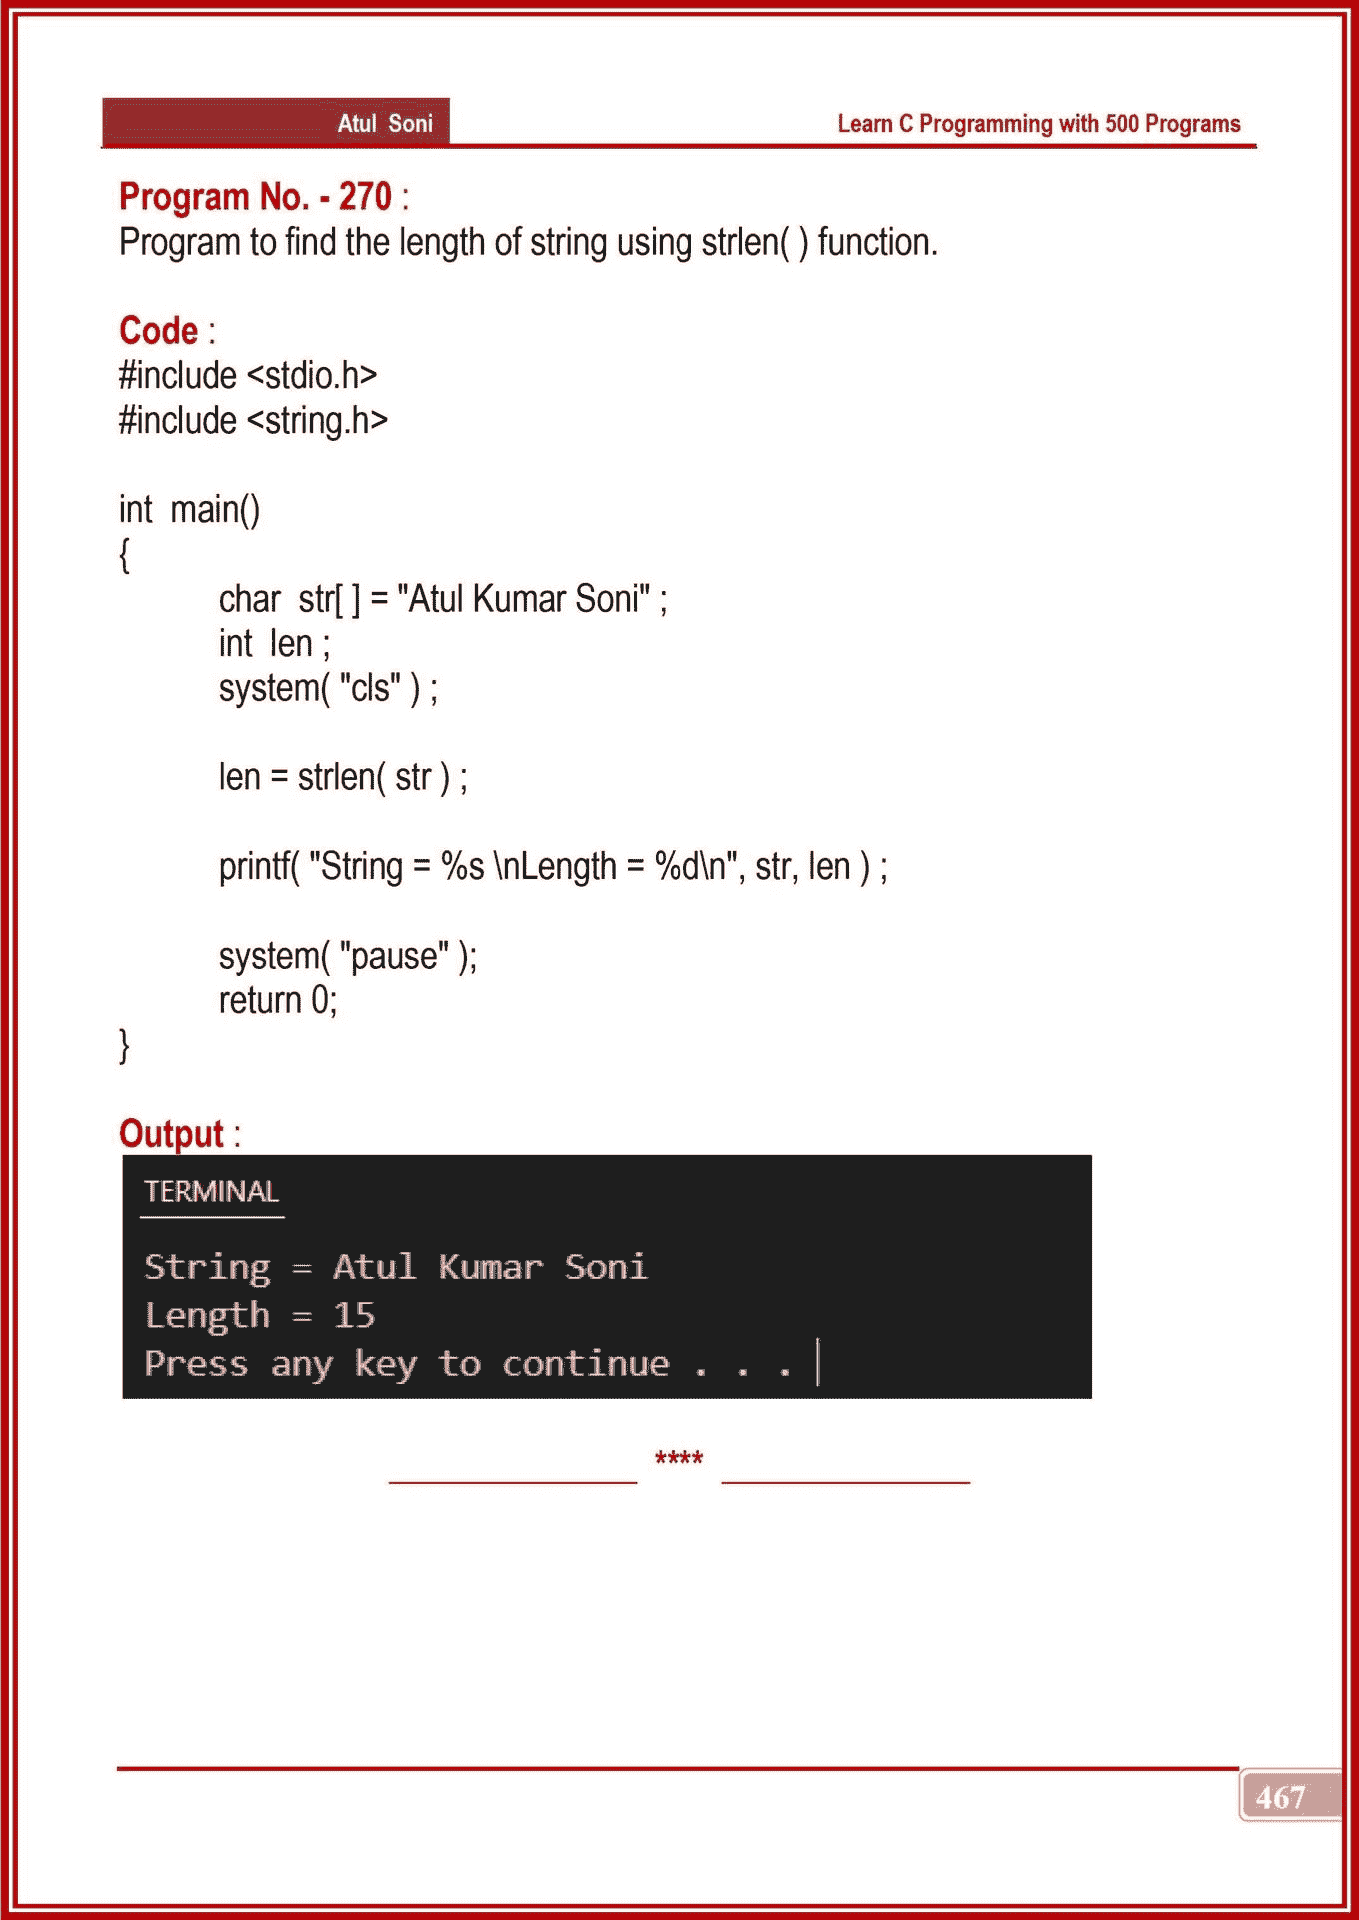 Atul  Soni
Learn C Programming with 500 Programs
Program No. - 270 :
Program to find the length of string using strlen( ) function.
Code :
#include <stdio.h>
#include <string.h>
int  main()
{
char  str[ ] = "Atul Kumar Soni" ;
int  len ;
system( "cls" ) ;
len = strlen( str ) ;
printf( "String = %s \nLength = %d\n", str, len ) ;
system( "pause" );
return 0;
}
Output :
TERMINAL
String = Atul Kumar Soni
Length = 15
Press any key to continue . . .
****
467